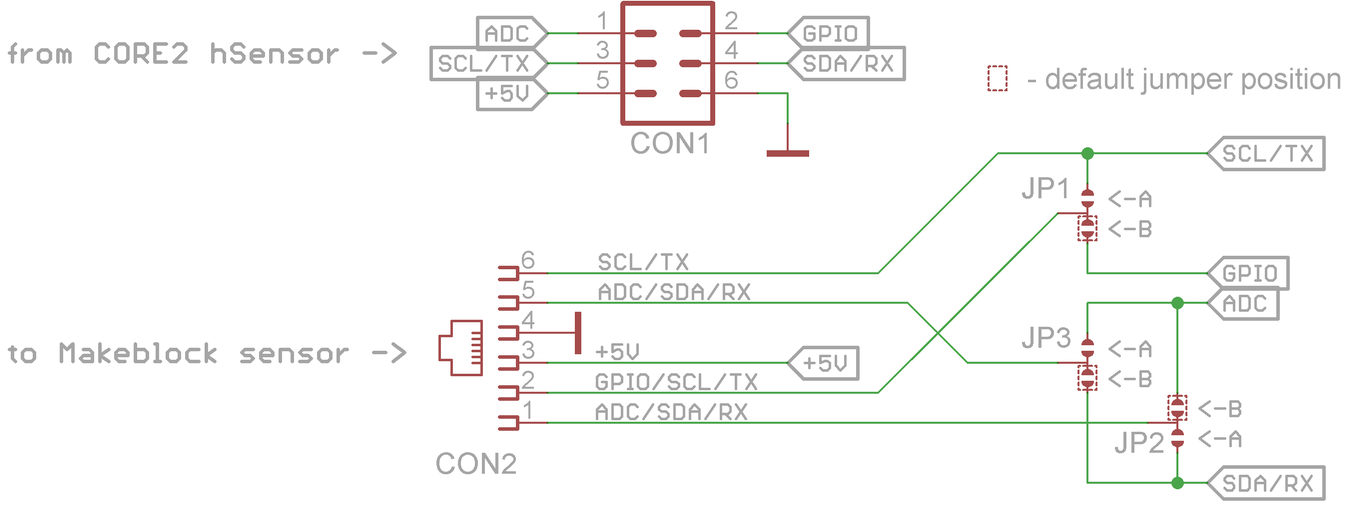 1 2
ADC GPIO
from CORE2 hSensor -> SCL/TX 3 4 SDA/RX
+5V 5 6
- default jumper position
CON1
SCL/TX
JP1 <-A
<-B
6 SCL/TX
GPIO
5 ADC/SDA/RX
ADC
4
JP3 <-A
to Makeblock sensor -> 3 +5V +5V
<-B
2 GPIO/SCL/TX
1 ADC/SDA/RX
<-B
JP2 <-A
CON2
SDA/RX